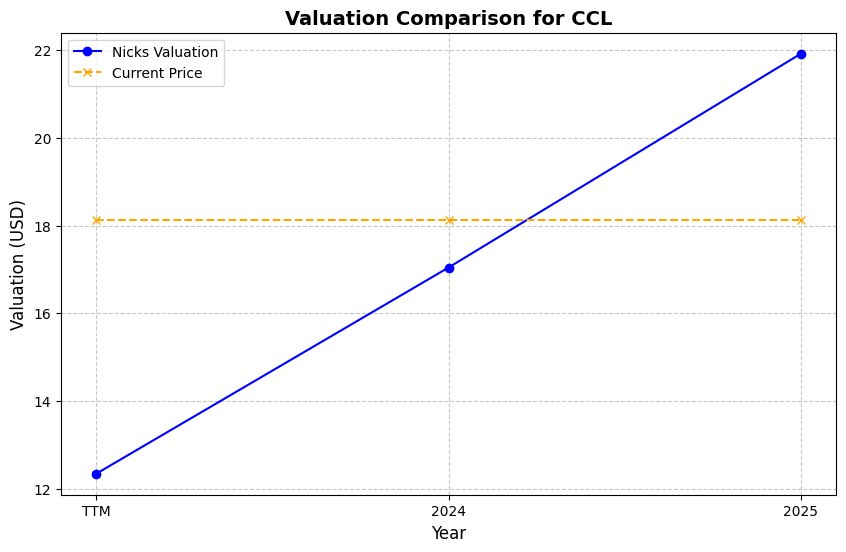 Valuation Comparison for CCL
Nicks Valuation
Current Price
Valuation (USD)
22
20
18
16
14
12
TTM
2024
2025
Year